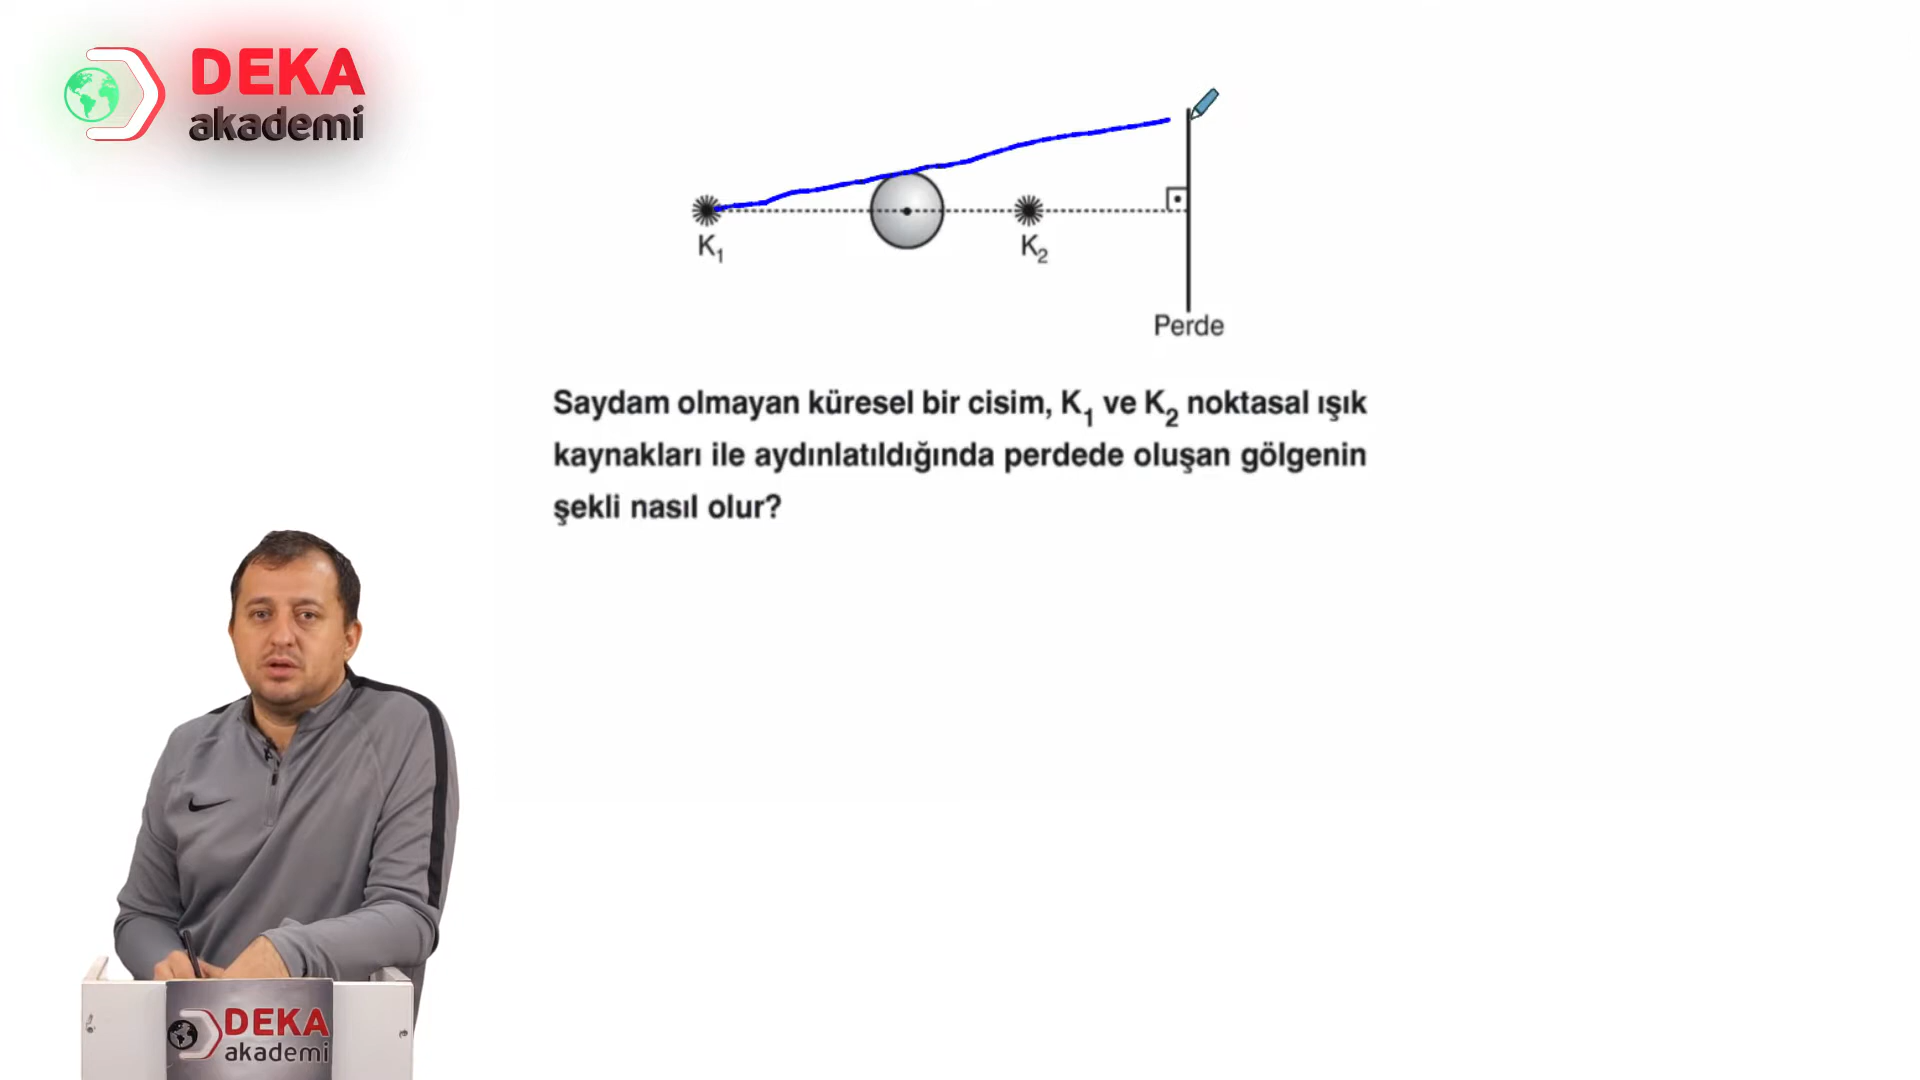 DEKA
akademi
K1
K2
Perde
Saydam olmayan küresel bir cisim, K1 ve K2 noktasal ışık
kaynakları ile aydınlatıldığında perdede oluşan gölgenin
şekli nasıl olur?
DEKA
akademi